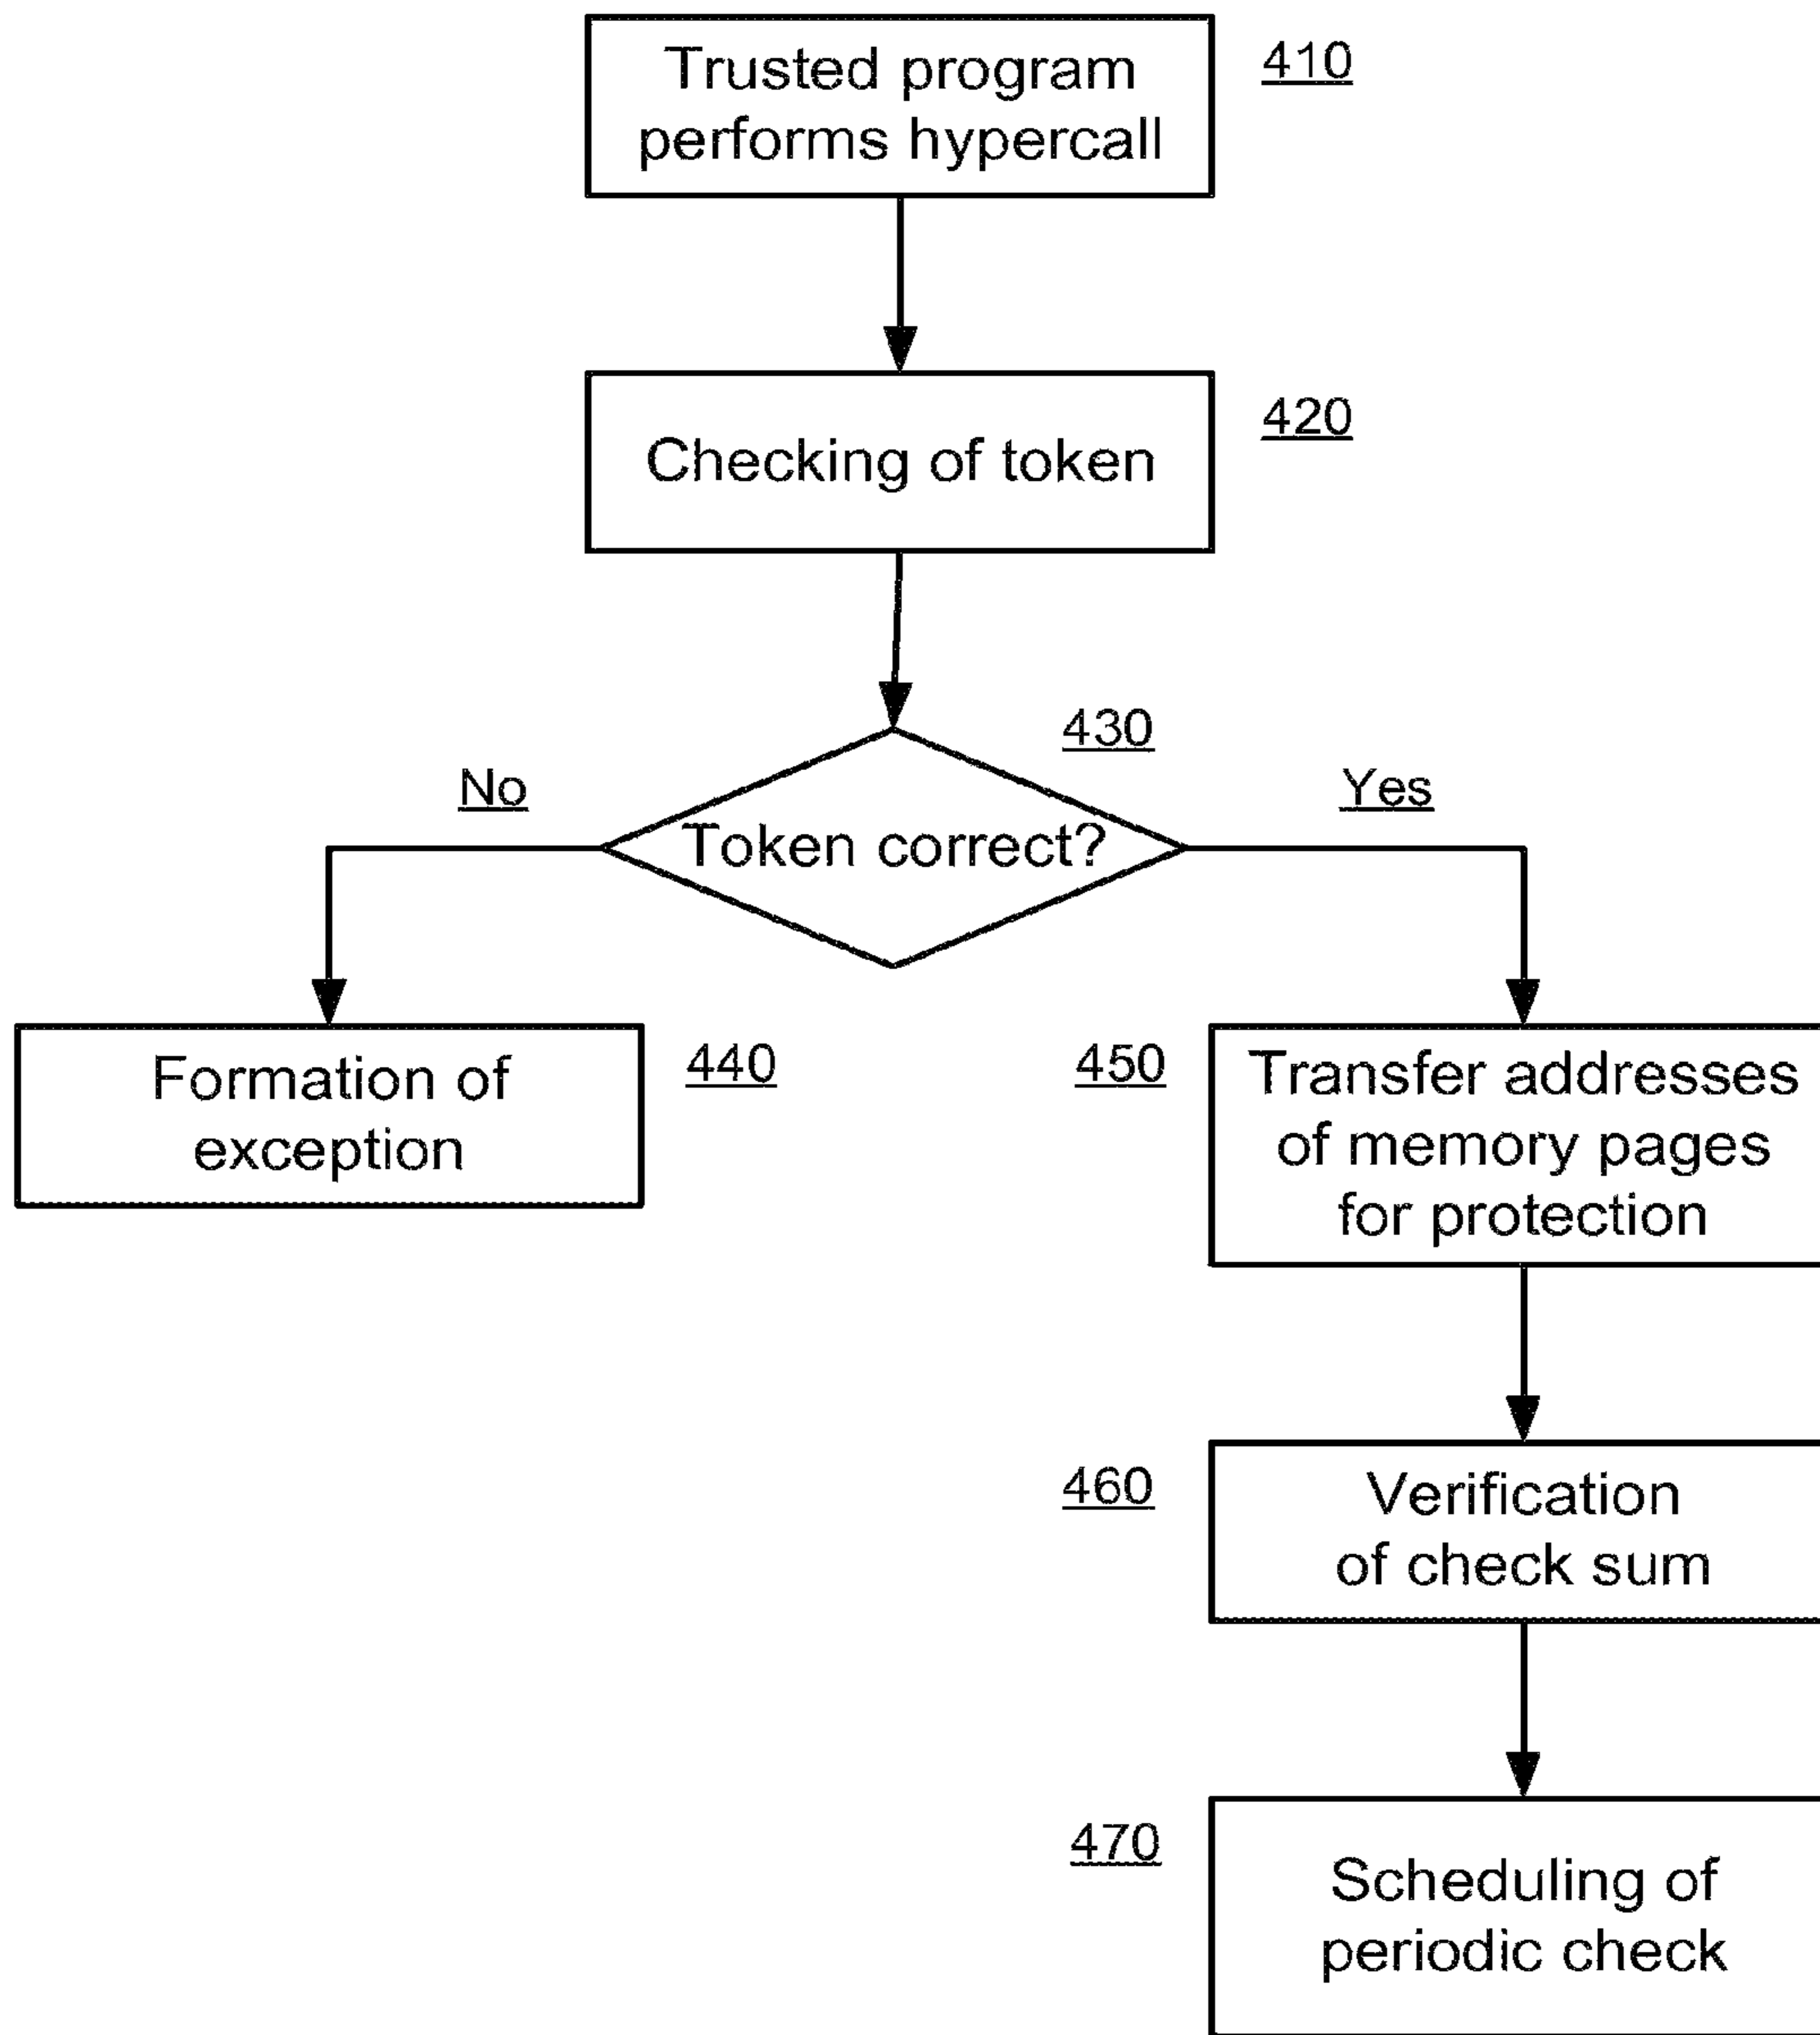 Trusted program
performs hypercall
410
Checking of token
420
430
No
Yes
Token correct?
Formation of
exception
440
450
Transfer addresses
of memory pages
for protection
460
Verification
of check sum
470
Scheduling of
periodic check